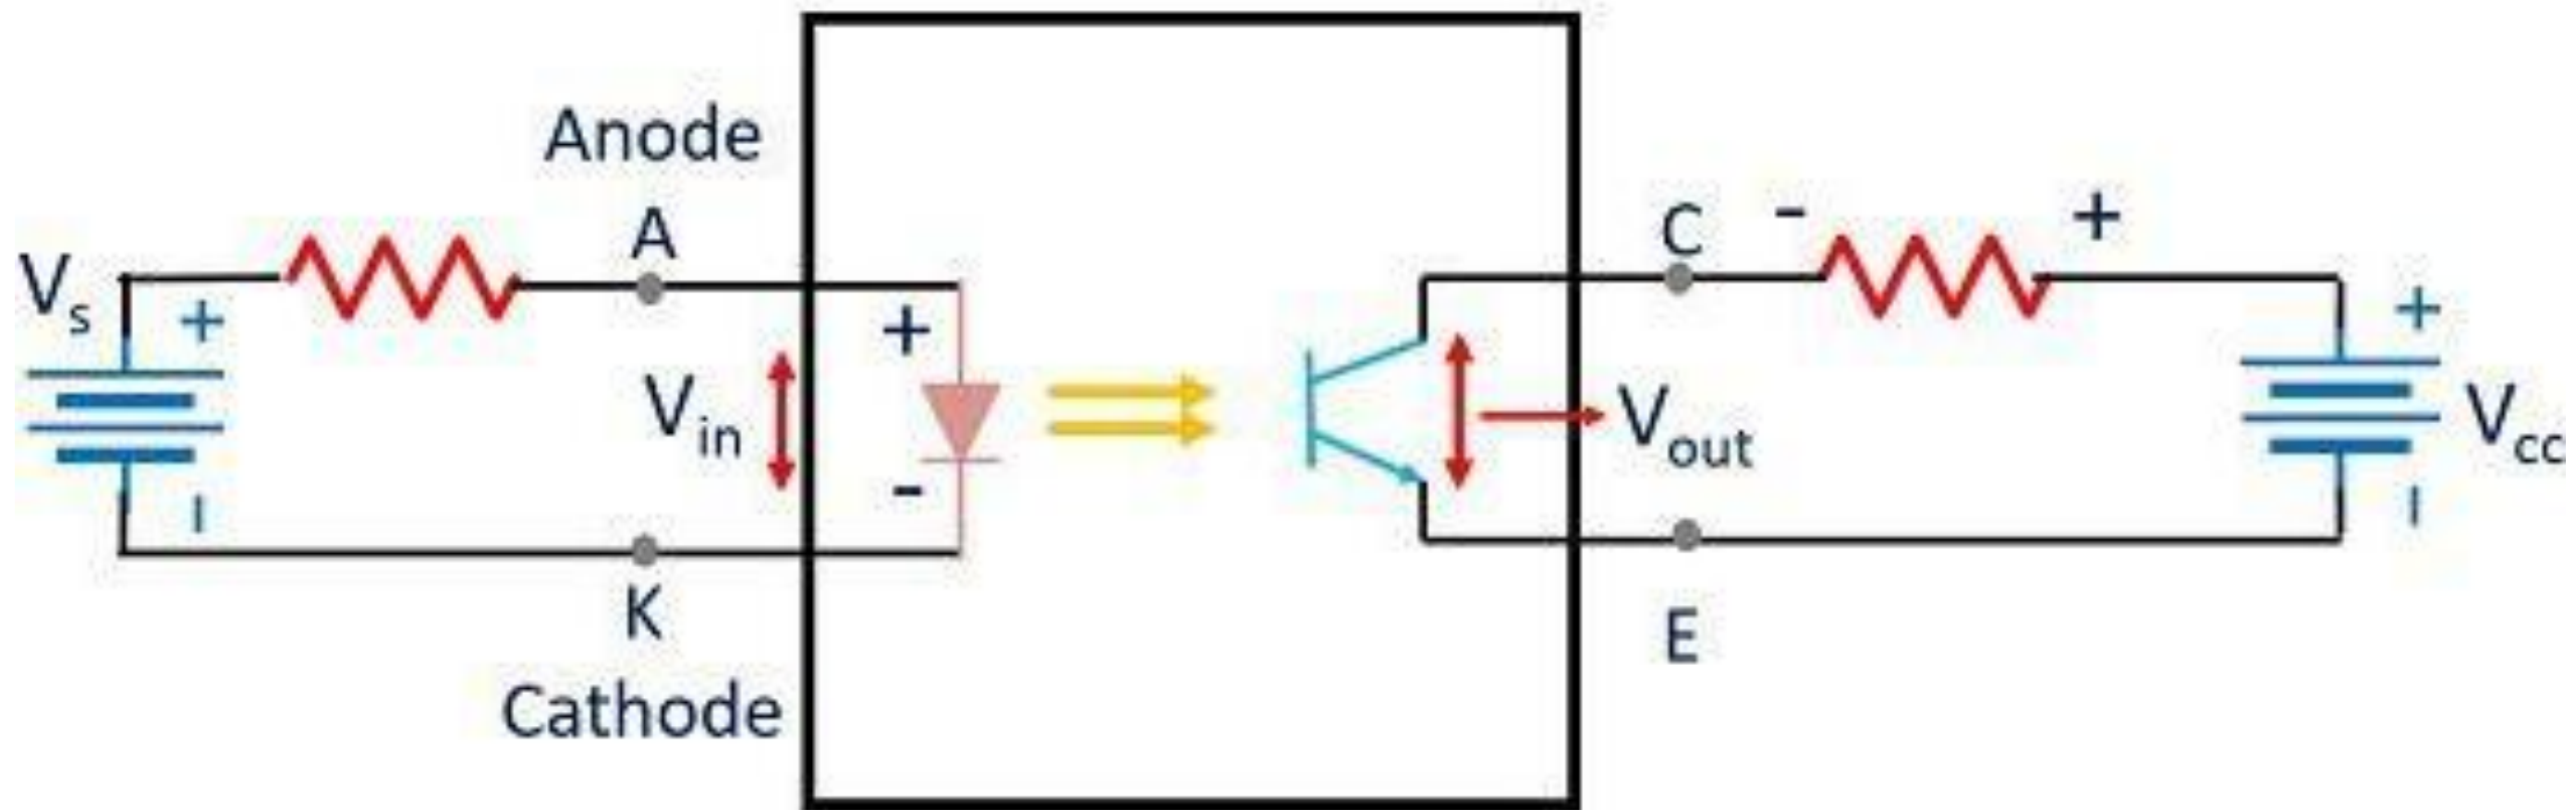 Anode
A
- +
C
Vs
+
+
+
Vin
Vout
Vcc
-
-
-
K
E
Cathode